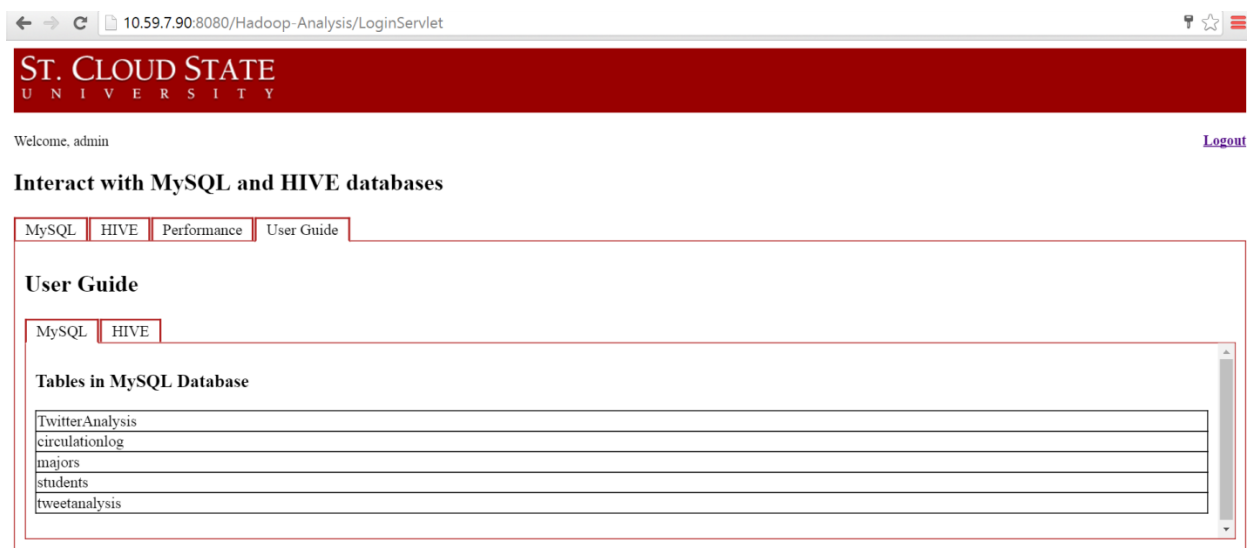 10.59.7.90:8080/Hadoop-Analysis/LoginServlet
ST. CLOUD STATE
UNIVERSITY
Welcome, admin Logout
Interact with MySQL and HIVE databases
MySQL HIVE Performance User Guide
User Guide
MySQL HIVE
Tables in MySQL Database
TwitterAnalysis
circulationlog
majors
students
tweetanalysis